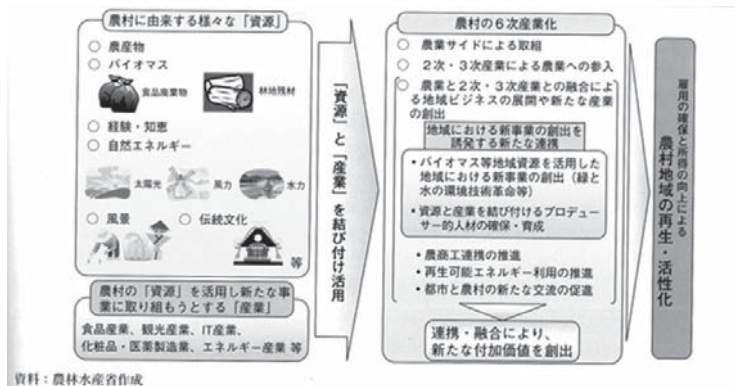 農村に由来する様々な「資源」
○ 農産物
○ バイオマス
食品産業物
林地残材
○ 経験・知恵
○ 自然エネルギー
太陽光
風力
水力
○ 風景
○ 伝統文化
等
農村の「資源」を活用し新たな事
業に取り組もうとする「産業」
食品産業、観光産業、IT産業、
化粧品・医薬製造業、エネルギー産業 等
「資源」と「産業」を結び付け活用
農村の6次産業化
○ 農業サイドによる取組
○ 2次・3次産業による農業への参入
○ 農業と2次・3次産業との融合によ
る地域ビジネスの展開や新たな産業
の創出
地域における新事業の創出を
誘発する新たな連携
・バイオマス等地域資源を活用した
地域における新事業の創出（緑と
水の環境技術革命等）
・資源と産業を結び付けるプロデュー
サー的人材の確保・育成
・農商工連携の推進
・再生可能エネルギー利用の推進
・都市と農村の新たな交流の促進
連携・融合により、
新たな付加価値を創出
雇用の確保と所得の向上による
農村地域の再生・活性化
資料：農林水産省作成